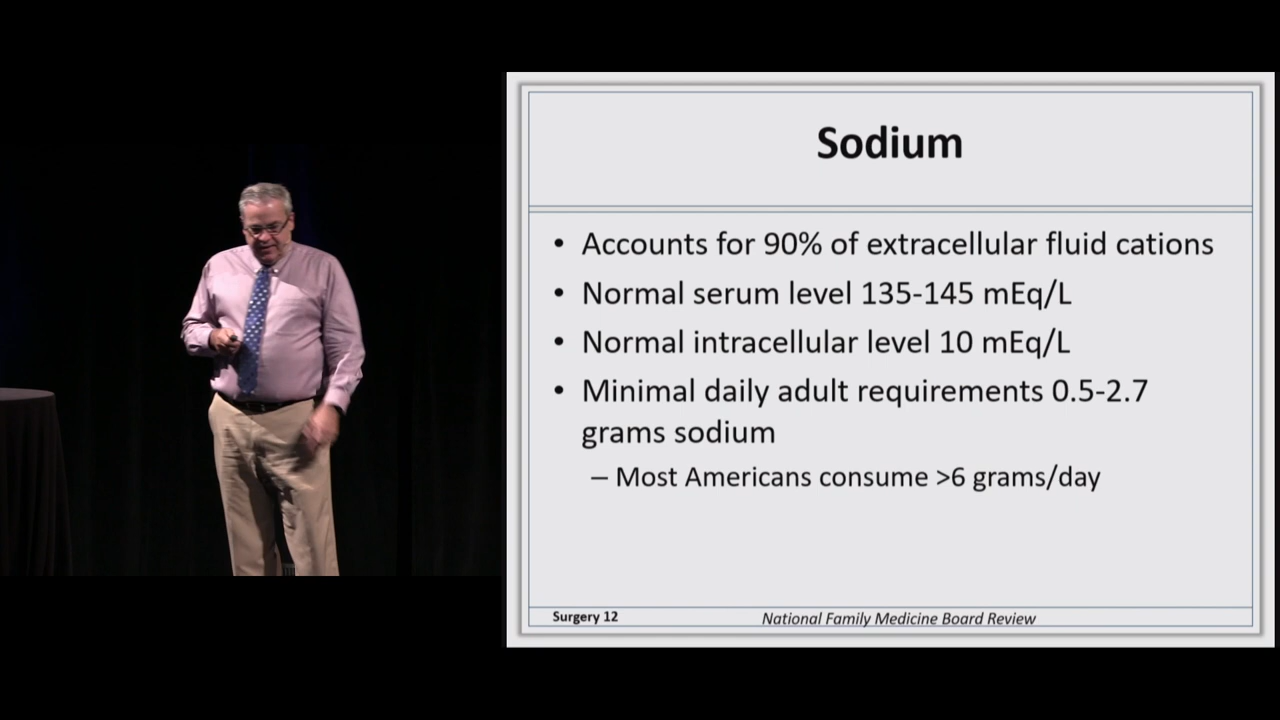 Sodium
• Accounts for 90% of extracellular fluid cations
• Normal serum level 135-145 mEq/L
• Normal intracellular level 10 mEq/L
• Minimal daily adult requirements 0.5-2.7
grams sodium
– Most Americans consume >6 grams/day
Surgery 12
National Family Medicine Board Review